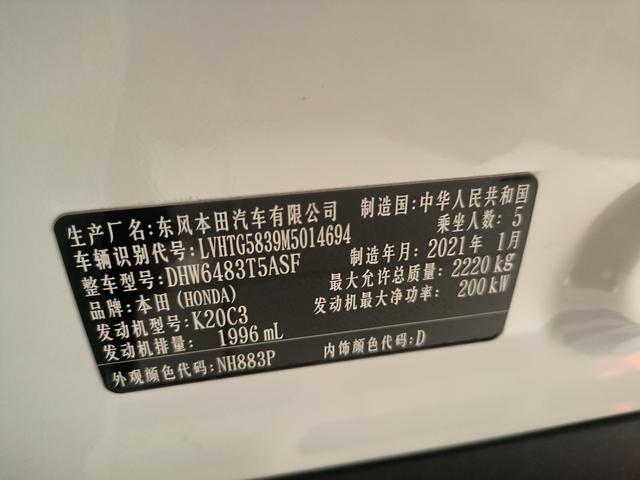 生产厂名:东风本田汽车有限公司 制造国:中华人民共和国
车辆识别代号:LVHTG5839M5014694 乘坐人数:5
整车型号:DHW6483T5ASF 制造年月:2021年 1月
品牌:本田(HONDA) 最大允许总质量:2220 kg
发动机型号:K20C3 发动机最大净功率: 200 kW
发动机排量: 1996 mL
外观颜色代码:NH883P 内饰颜色代码:D